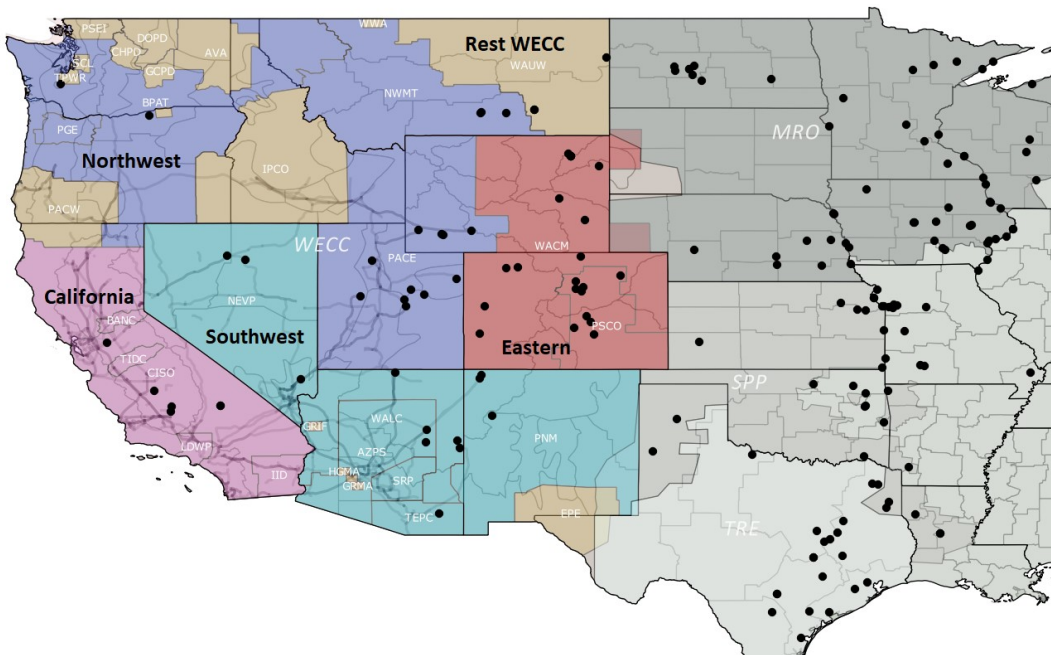 PSEI
DOPD
CHPD
AVA
WWA
Rest WECC
WAUW
SCL
TPWR
GCPD
NWMT
BPAT
PGE
MRO
Northwest
IPCO
PACW
WECC
WACM
PACE
California
NEVP
BANC
Southwest
PSCO
Eastern
TIDC
CISO
SPP
WALC
GRIF
LDWP
AZPS
PNM
HGMA
SRP
IID
GRMA
TEPC
EPE
TRE